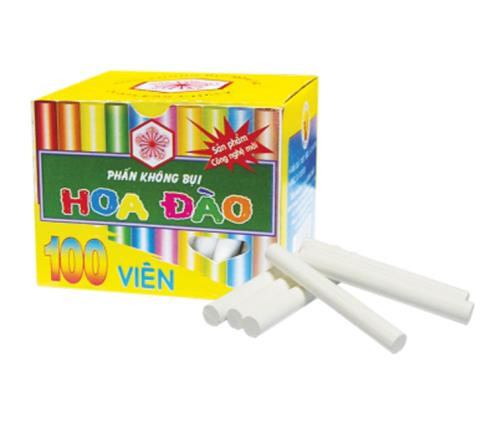 Sản phẩm
Công nghệ mới
PHẤN KHÔNG BỤI
HOA ĐÀO
100 VIÊN